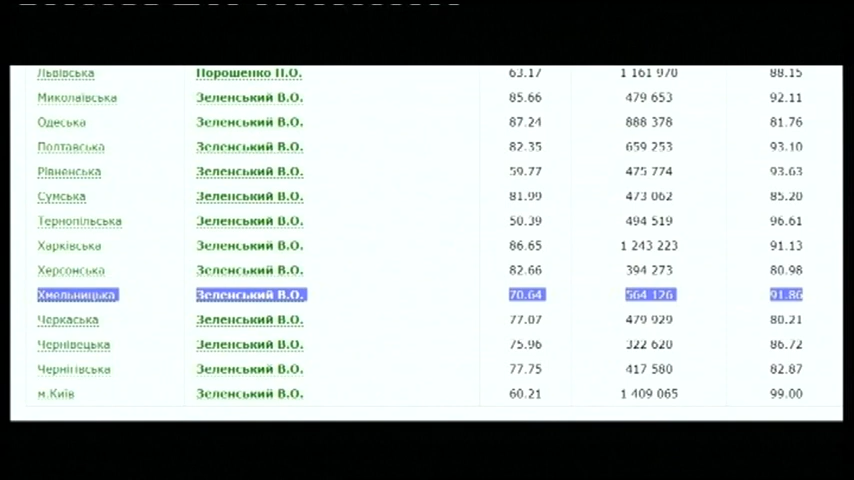 Львівська Порошенко П.О. 63.17 1 161 970 88.15
Миколаївська Зеленський В.О. 85.66 479 653 92.11
Одеська Зеленський В.О. 87.24 888 378 81.76
Полтавська Зеленський В.О. 82.35 659 253 93.10
Рівненська Зеленський В.О. 59.77 475 774 93.63
Сумська Зеленський В.О. 81.99 473 062 85.20
Тернопільська Зеленський В.О. 50.39 494 519 96.61
Харківська Зеленський В.О. 86.65 1 243 223 91.13
Херсонська Зеленський В.О. 82.66 394 273 80.98
Хмельницька Зеленський В.О. 70.64 564 126 91.86
Черкаська Зеленський В.О. 77.07 479 929 80.21
Чернівецька Зеленський В.О. 75.96 322 620 86.72
Чернігівська Зеленський В.О. 77.75 417 580 82.87
м.Київ Зеленський В.О. 60.21 1 409 065 99.00